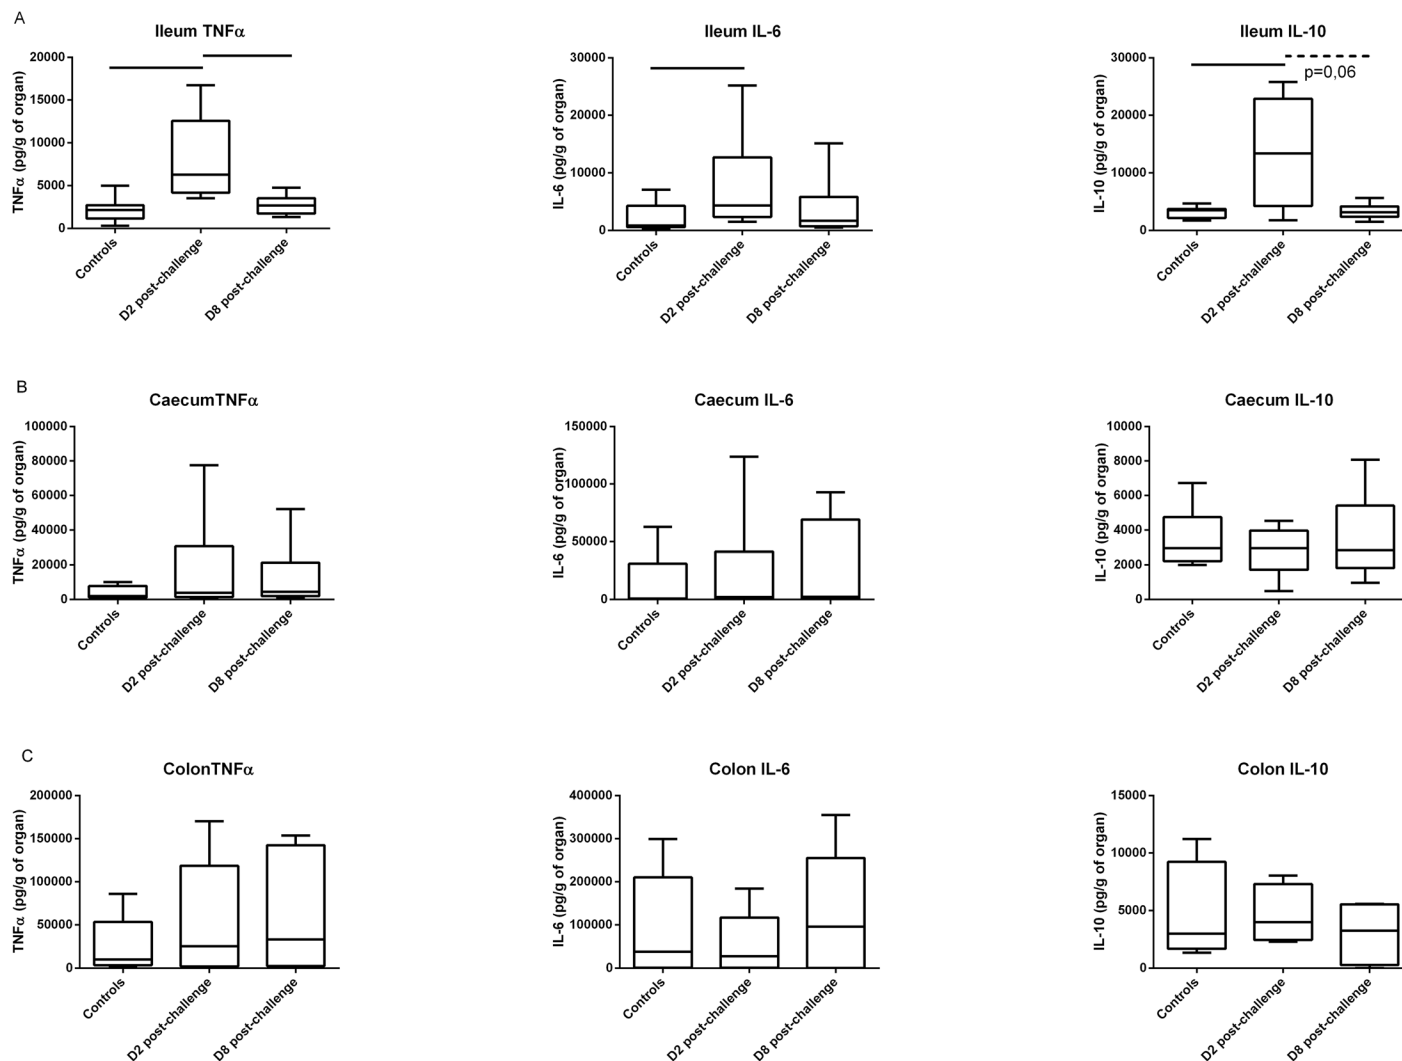 A
Ileum TNFα
TNFα (pg/g of organ)
20000
15000
10000
5000
0
Controls
D2 post-challenge
D8 post-challenge
Ileum IL-6
IL-6 (pg/g of organ)
30000
20000
10000
0
Controls
D2 post-challenge
D8 post-challenge
Ileum IL-10
IL-10 (pg/g of organ)
30000
20000
10000
0
p=0,06
Controls
D2 post-challenge
D8 post-challenge
B
CaecumTNFα
TNFα (pg/g of organ)
100000
80000
60000
40000
20000
0
Controls
D2 post-challenge
D8 post-challenge
Caecum IL-6
IL-6 (pg/g of organ)
150000
100000
50000
0
Controls
D2 post-challenge
D8 post-challenge
Caecum IL-10
IL-10 (pg/g of organ)
10000
8000
6000
4000
2000
0
Controls
D2 post-challenge
D8 post-challenge
C
ColonTNFα
TNFα (pg/g of organ)
200000
150000
100000
50000
0
Controls
D2 post-challenge
D8 post-challenge
Colon IL-6
IL-6 (pg/g of organ)
400000
300000
200000
100000
0
Controls
D2 post-challenge
D8 post-challenge
Colon IL-10
IL-10 (pg/g of organ)
15000
10000
5000
0
Controls
D2 post-challenge
D8 post-challenge